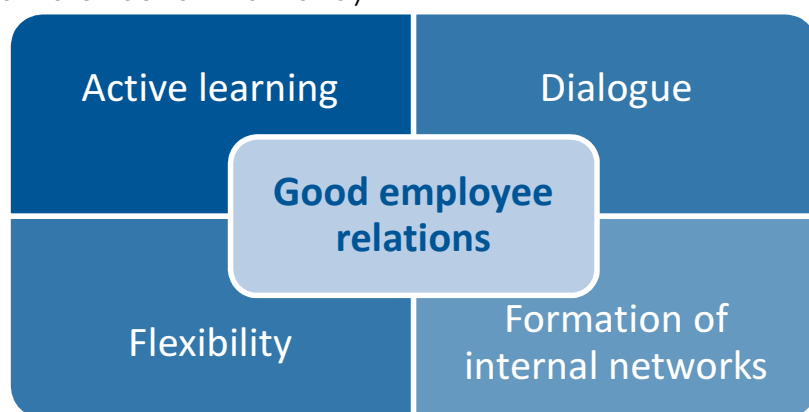 Active learning
Dialogue
Good employee
relations
Flexibility
Formation of
internal networks